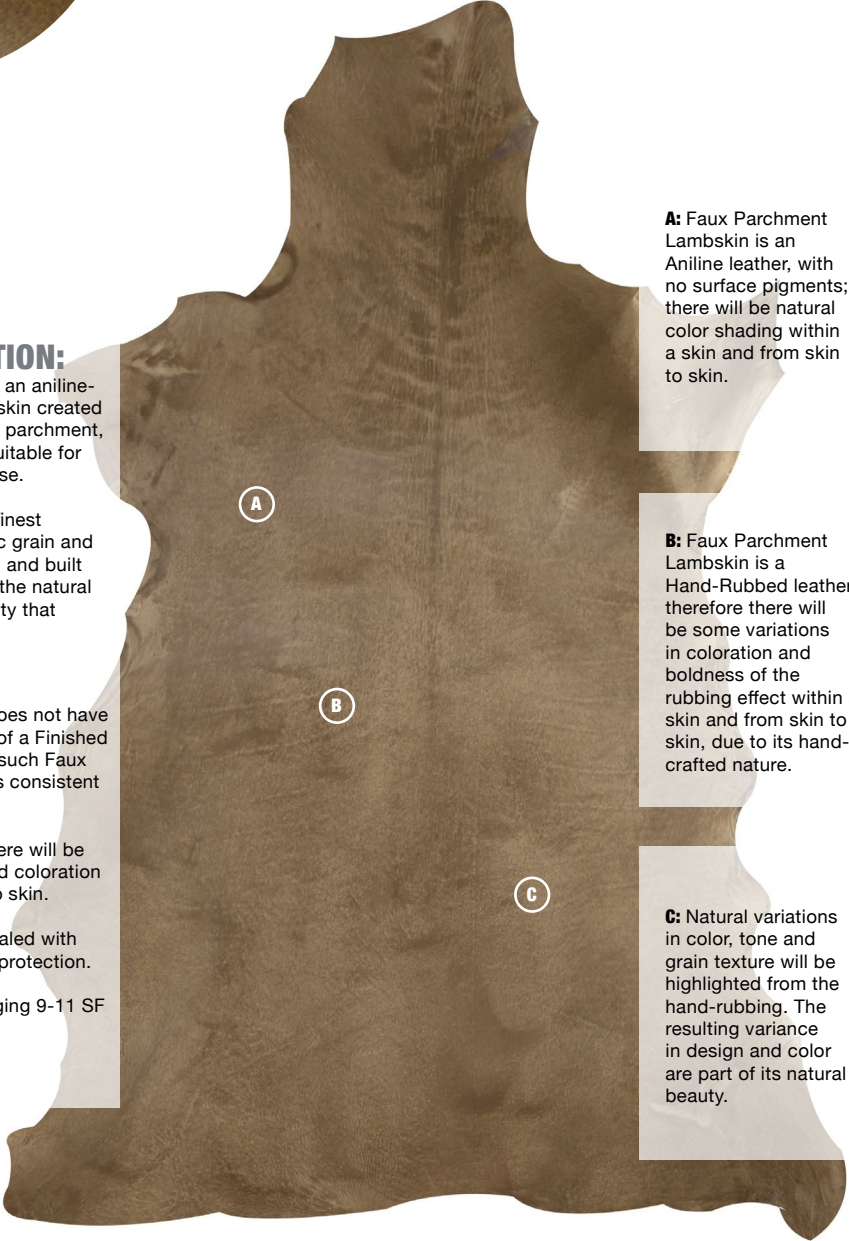 TION:
an aniline-
skin created
parchment,
uitable for
se.
inest
c grain and
and built
the natural
ty that
oes not have
of a Finished
such Faux
s consistent
ere will be
d coloration
o skin.
aled with
protection.
ging 9-11 SF
A
B
C
A: Faux Parchment
Lambskin is an
Aniline leather, with
no surface pigments;
there will be natural
color shading within
a skin and from skin
to skin.
B: Faux Parchment
Lambskin is a
Hand-Rubbed leather
therefore there will
be some variations
in coloration and
boldness of the
rubbing effect within
skin and from skin to
skin, due to its hand-
crafted nature.
C: Natural variations
in color, tone and
grain texture will be
highlighted from the
hand-rubbing. The
resulting variance
in design and color
are part of its natural
beauty.